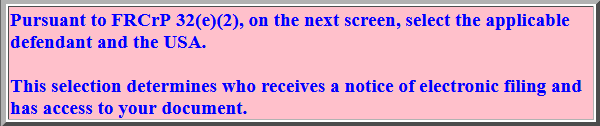 Pursuant to FRCrP 32(e)(2), on the next screen, select the applicable
defendant and the USA.
This selection determines who receives a notice of electronic filing and
has access to your document.